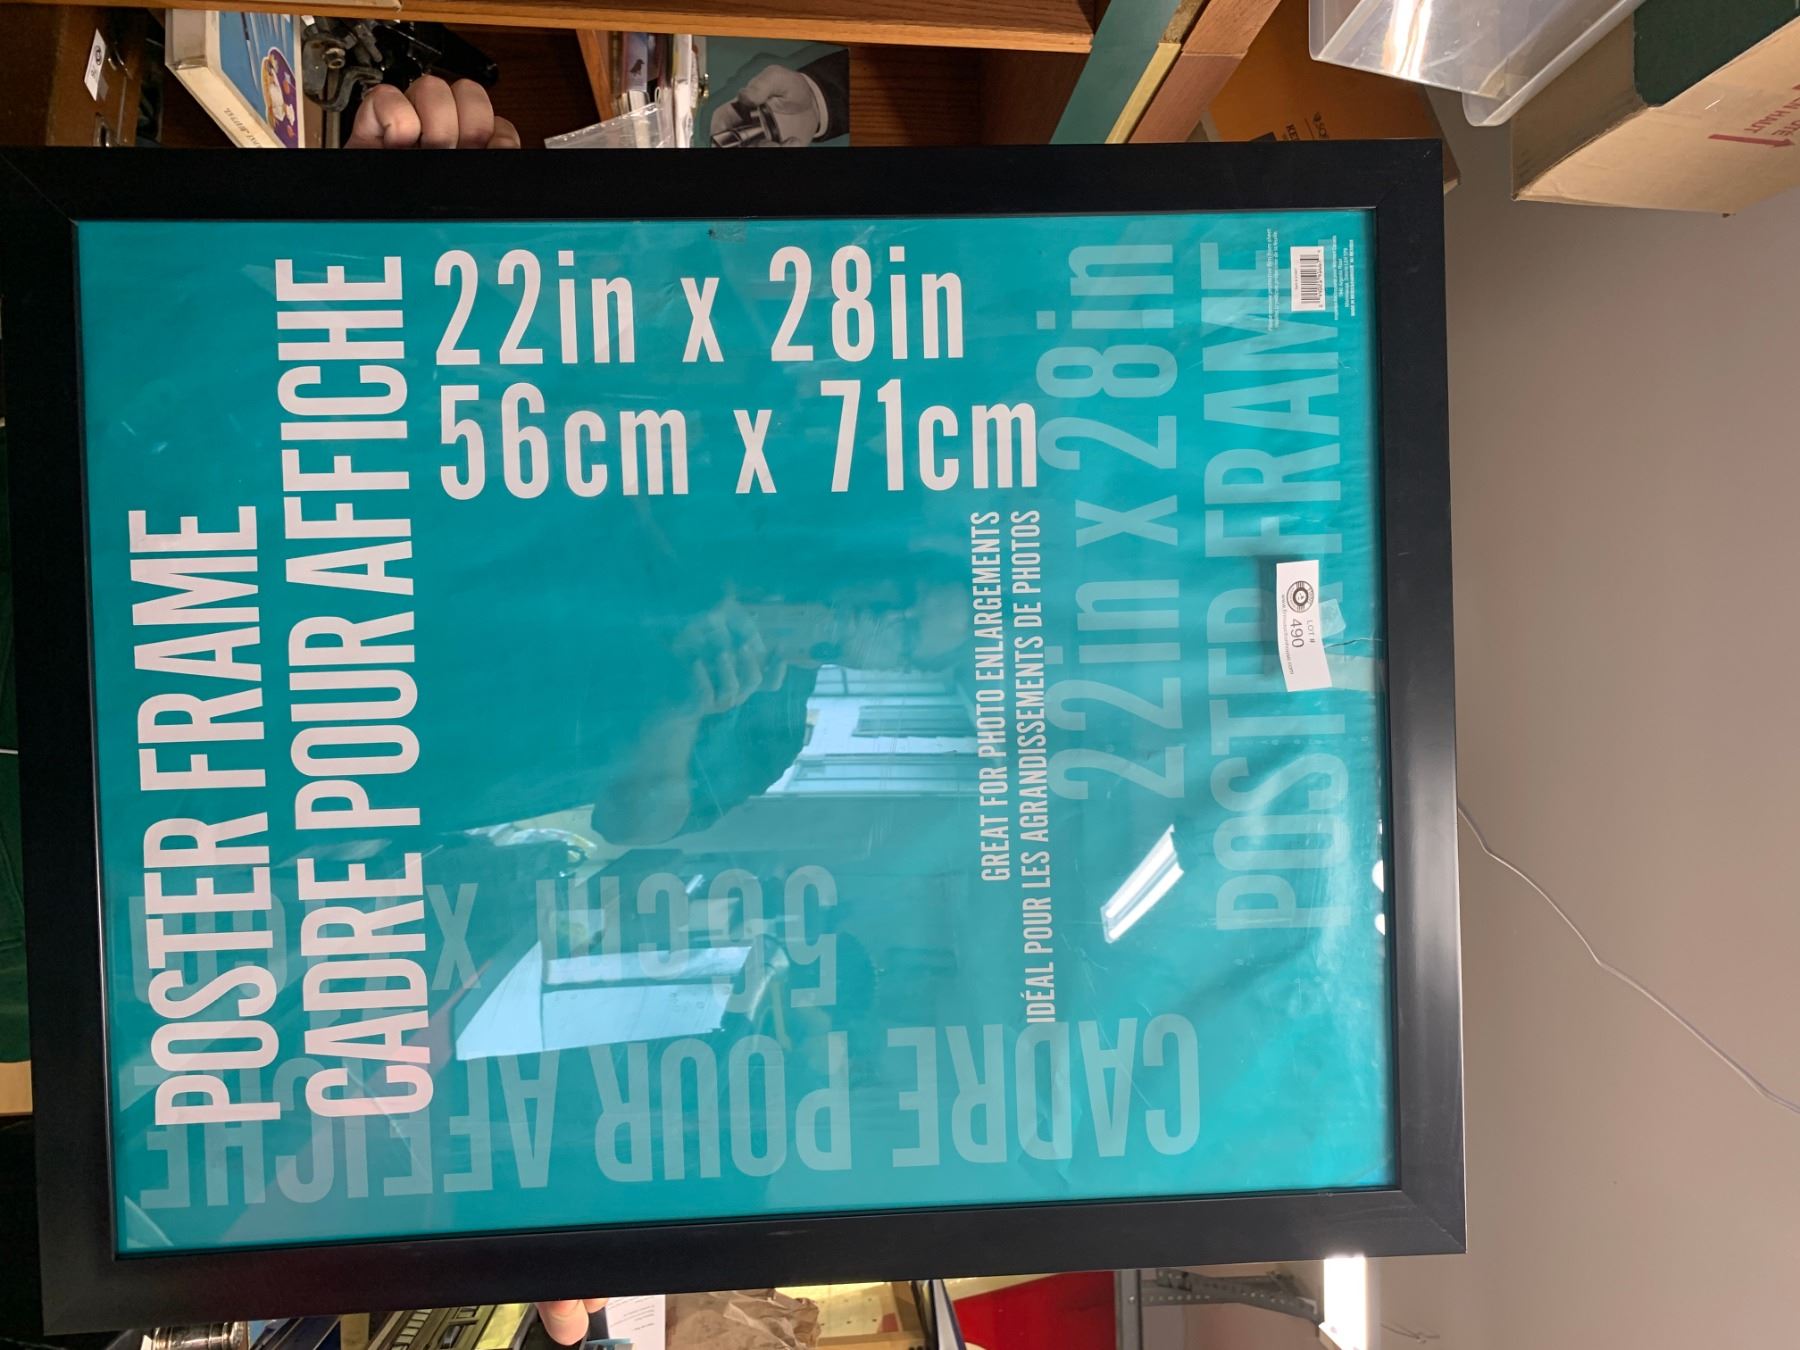 POSTER FRAME
CADRE POUR AFFICHE
22in x 28in
56cm x 71cm
GREAT FOR PHOTO ENLARGEMENTS
IDÉAL POUR LES AGRANDISSEMENTS DE PHOTOS
22in x 28in
POSTER FRAME
56cm x
CADRE POUR AFFICHE
LOT #
490